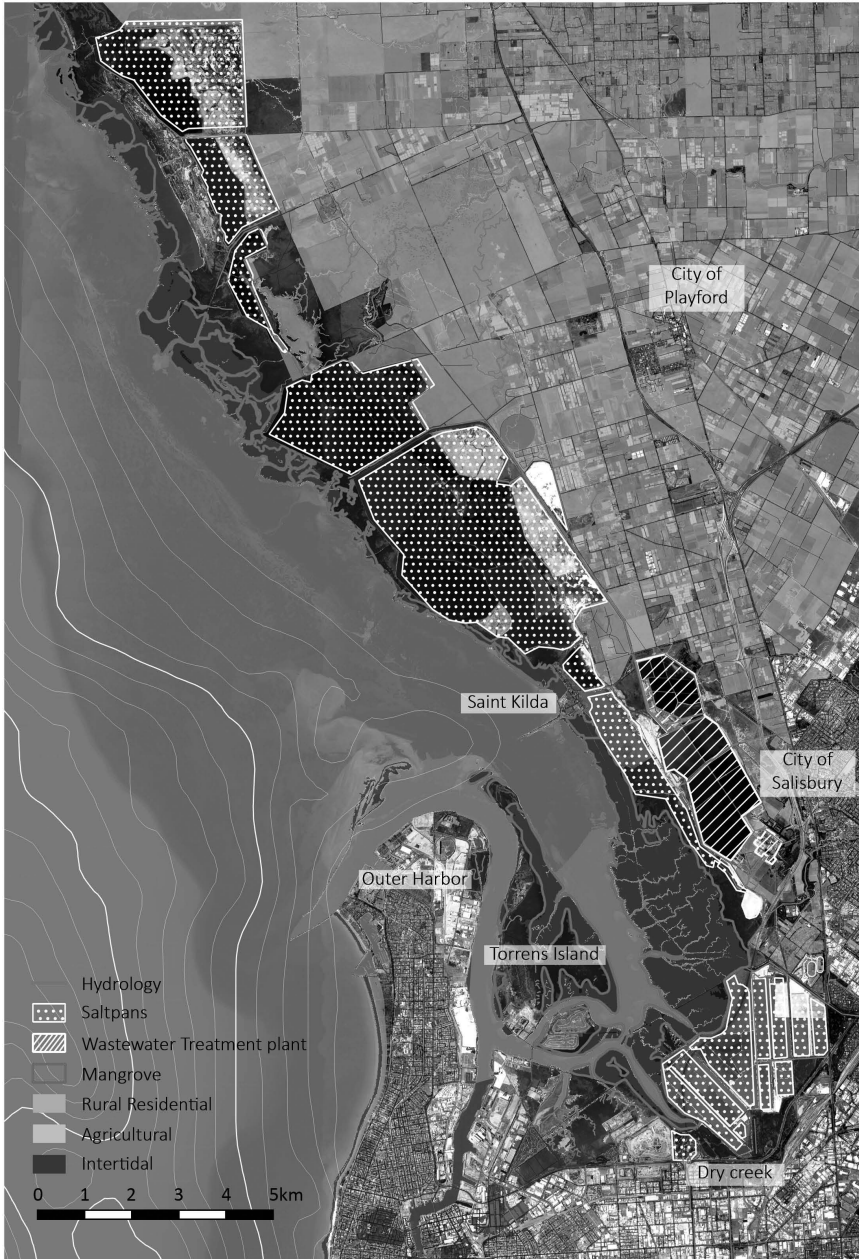 City of
Playford
Saint Kilda
City of
Salisbury
Outer Harbor
Torrens Island
Hydrology
Saltpans
Wastewater Treatment plant
Mangrove
Rural Residential
Agricultural
Intertidal
Dry creek
0 1 2 3 4 5km